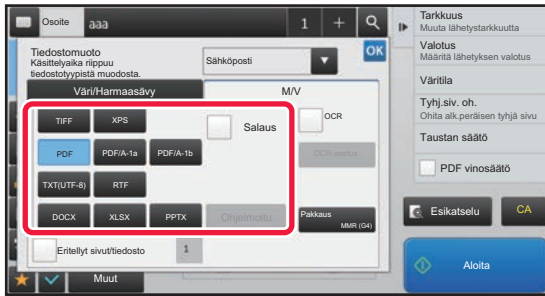 Osoite
aaa
1
Tiedostomuoto
Käsittelyaika riippuu
tiedostotyypistä muodosta.
Sähköposti
OK
Väri/Harmaasävy
M/V
TIFF
XPS
Salaus
OCR
PDF
PDF/A-1a
PDF/A-1b
TXT(UTF-8)
RTF
DOCX
XLSX
PPTX
Ohjelmoitu
Pakkaus
MMR (G4)
Eritellyt sivut/tiedosto
1
Muut
Tarkkuus
Muuta lähetystarkkuutta
Valotus
Määritä lähetyksen valotus
Väritila
Tyhj.siv. oh.
Ohita alk.peräisen tyhjä sivu
Taustan säätö
PDF vinosäätö
Esikatselu
CA
Aloita